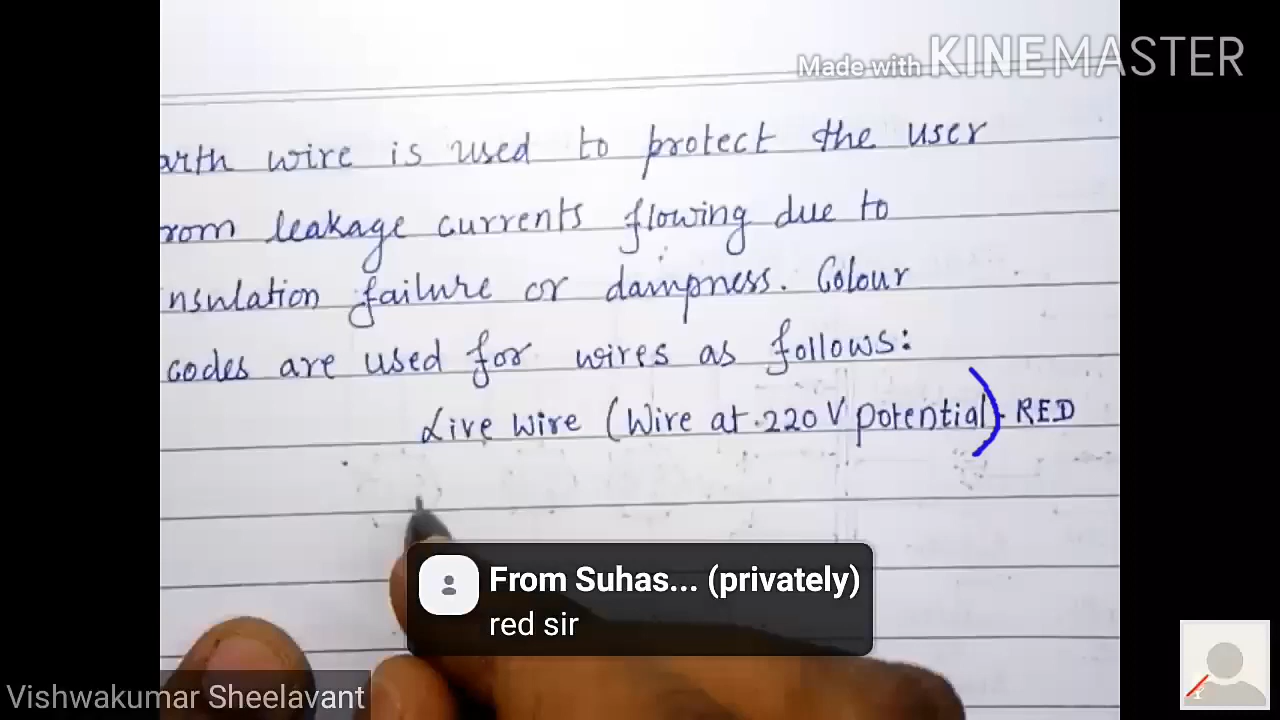 Made with KINEMASTER
arth wire is used to protect the user
rom leakage currents flowing due to
nsulation failure or dampness. Colour
codes are used for wires as follows:
Live wire (Wire at 220 V potential) - RED
From Suhas... (privately)
red sir
Vishwakumar Sheelavant